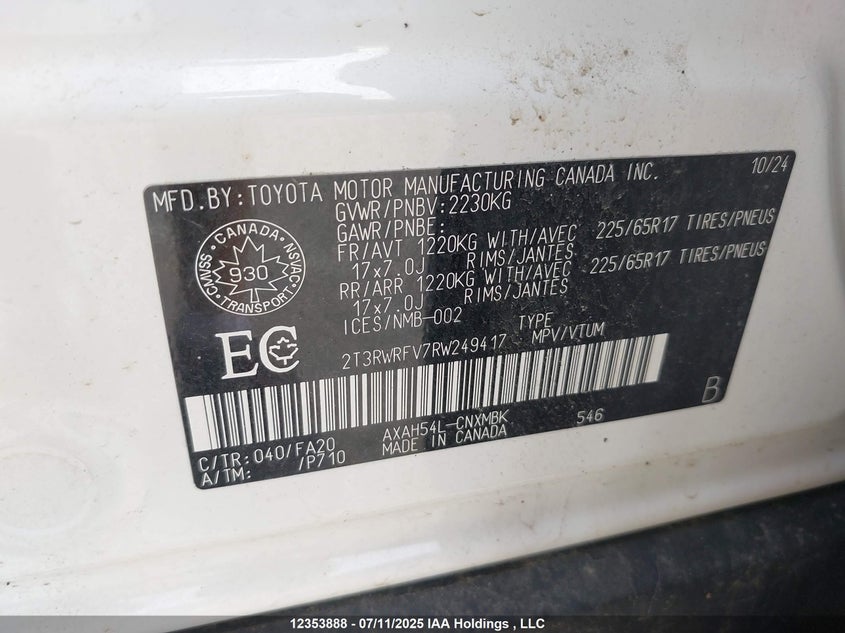 MFD.BY:TOYOTA MOTOR MANUFACTURING CANADA INC. 10/24
GVWR/PNBV:2230KG
GAWR/PNBE:
FR/AVT 1220KG WITH/AVEC 225/65R17 TIRES/PNEUS
17x7.0J RIMS/JANTES
RR/ARR 1220KG WITH/AVEC 225/65R17 TIRES/PNEUS
17x7.0J RIMS/JANTES
ICES/NMB-002 TYPE
MPV/VTUM
CANADA
CMVSS NSVAC
930
TRANSPORT
EC
2T3RWRFV7RW249417
B
C/TR:040/FA20 AXAH54L-CNXMBK 546
A/TM: /P710 MADE IN CANADA
12353888 - 07/11/2025 IAA Holdings , LLC